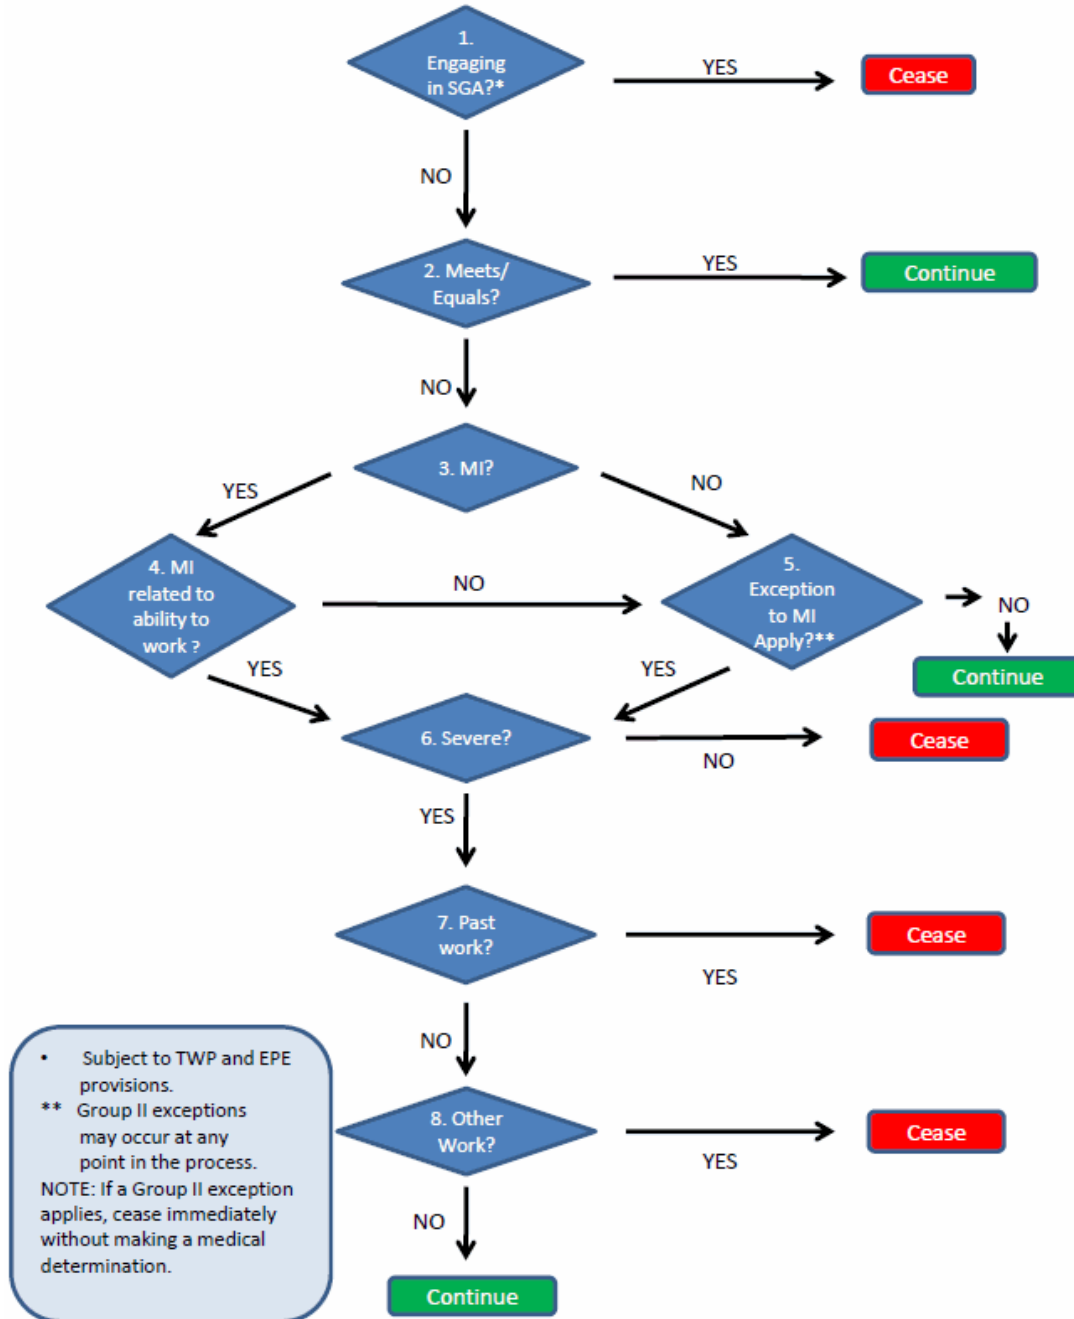 1.
Engaging
in SGA?*
YES
Cease
NO
2. Meets/
Equals?
YES
Continue
NO
3. MI?
YES
NO
4. MI
related to
ability to
work ?
NO
5.
Exception
to MI
Apply?**
NO
Continue
YES
YES
6. Severe?
NO
Cease
YES
7. Past
work?
YES
Cease
NO
8. Other
Work?
YES
Cease
NO
Continue
• Subject to TWP and EPE
provisions.
** Group II exceptions
may occur at any
point in the process.
NOTE: If a Group II exception
applies, cease immediately
without making a medical
determination.